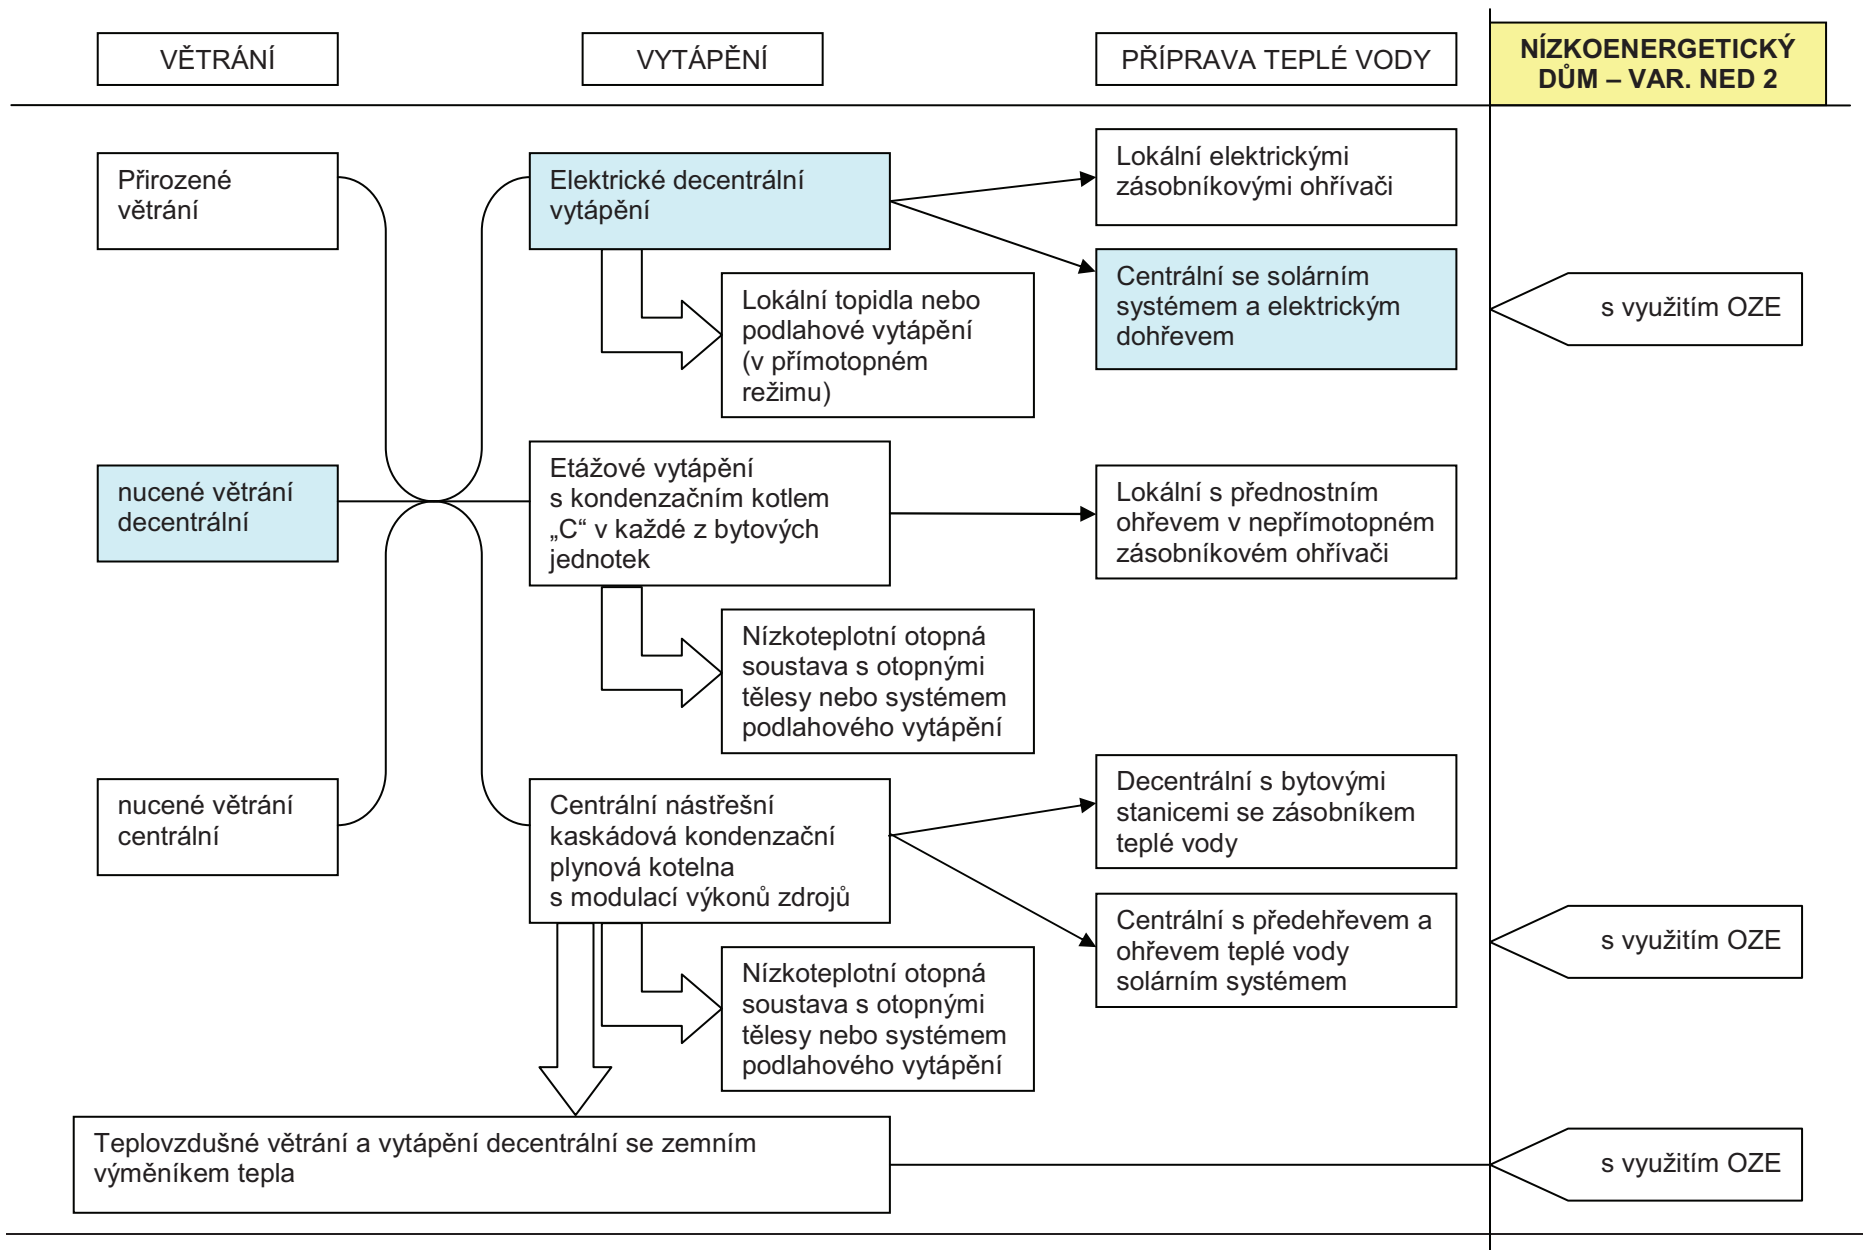 VĚTRÁNÍ
VYTÁPĚNÍ
PŘÍPRAVA TEPLÉ VODY
NÍZKOENERGETICKÝ
DŮM – VAR. NED 2
Přirozené
větrání
Elektrické decentrální
vytápění
Lokální elektrickými
zásobníkovými ohřívači
Centrální se solárním
systémem a elektrickým
dohřevem
s využitím OZE
Lokální topidla nebo
podlahové vytápění
(v přímotopném
režimu)
nucené větrání
decentrální
Etážové vytápění
s kondenzačním kotlem
„C“ v každé z bytových
jednotek
Lokální s přednostním
ohřevem v nepřímotopném
zásobníkovém ohřívači
Nízkoteplotní otopná
soustava s otopnými
tělesy nebo systémem
podlahového vytápění
nucené větrání
centrální
Centrální nástřešní
kaskádová kondenzační
plynová kotelna
s modulací výkonů zdrojů
Decentrální s bytovými
stanicemi se zásobníkem
teplé vody
Centrální s předehřevem a
ohřevem teplé vody
solárním systémem
s využitím OZE
Nízkoteplotní otopná
soustava s otopnými
tělesy nebo systémem
podlahového vytápění
Teplovzdušné větrání a vytápění decentrální se zemním
výměníkem tepla
s využitím OZE